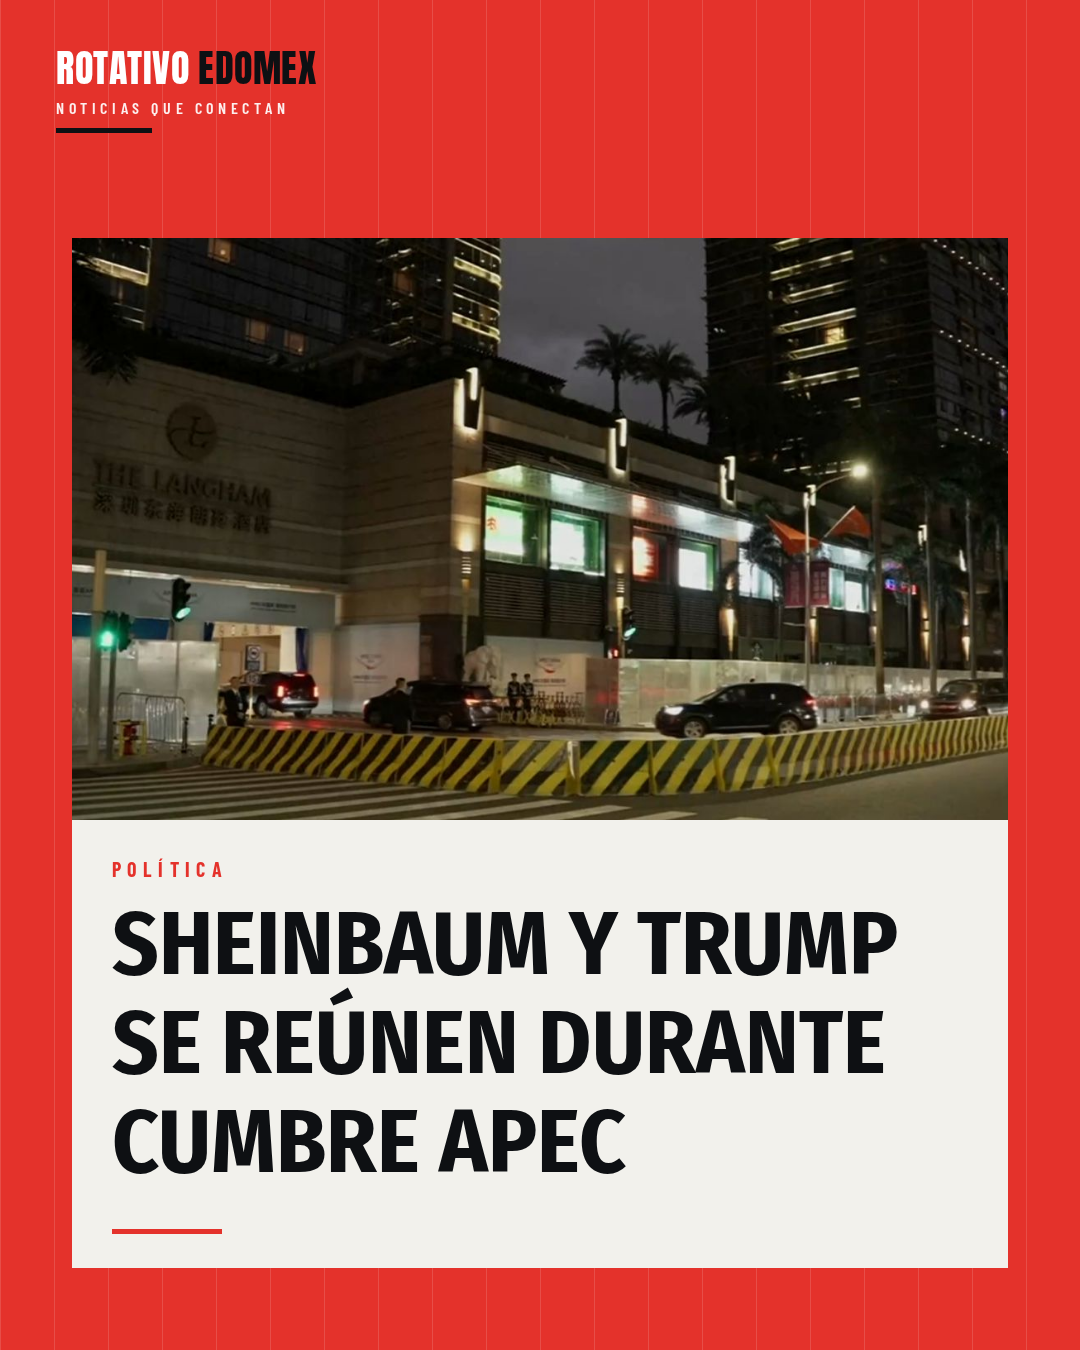 ROTATIVO EDOMEX
NOTICIAS QUE CONECTAN
THE LANGHAM
POLÍTICA
SHEINBAUM Y TRUMP
SE REÚNEN DURANTE
CUMBRE APEC